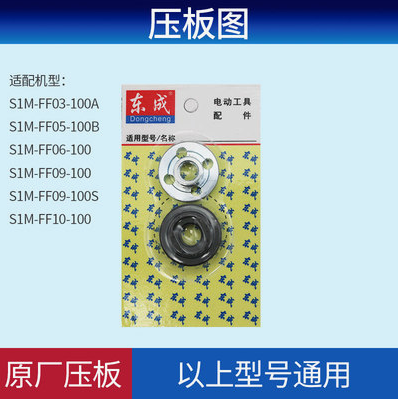 压板图
适配机型：
S1M-FF03-100A
S1M-FF05-100B
S1M-FF06-100
S1M-FF09-100
S1M-FF09-100S
S1M-FF10-100
东成
Dongcheng
电动工具
配件
适用型号/名称
原厂压板
以上型号通用